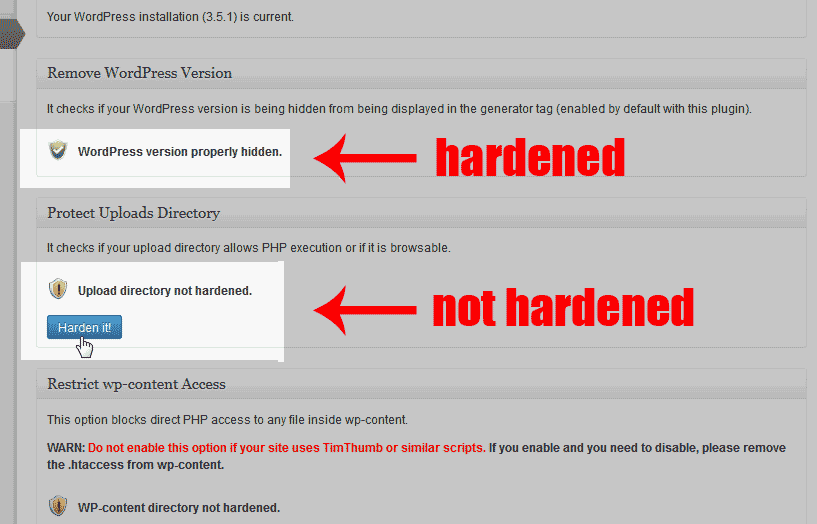 Your WordPress installation (3.5.1) is current.
Remove WordPress Version
It checks if your WordPress version is being hidden from being displayed in the generator tag (enabled by default with this plugin).
WordPress version properly hidden.
hardened
Protect Uploads Directory
It checks if your upload directory allows PHP execution or if it is browsable.
Upload directory not hardened.
not hardened
Harden it!
Restrict wp-content Access
This option blocks direct PHP access to any file inside wp-content.
WARN: Do not enable this option if your site uses TimThumb or similar scripts. If you enable and you need to disable, please remove
the .htaccess from wp-content.
WP-content directory not hardened.